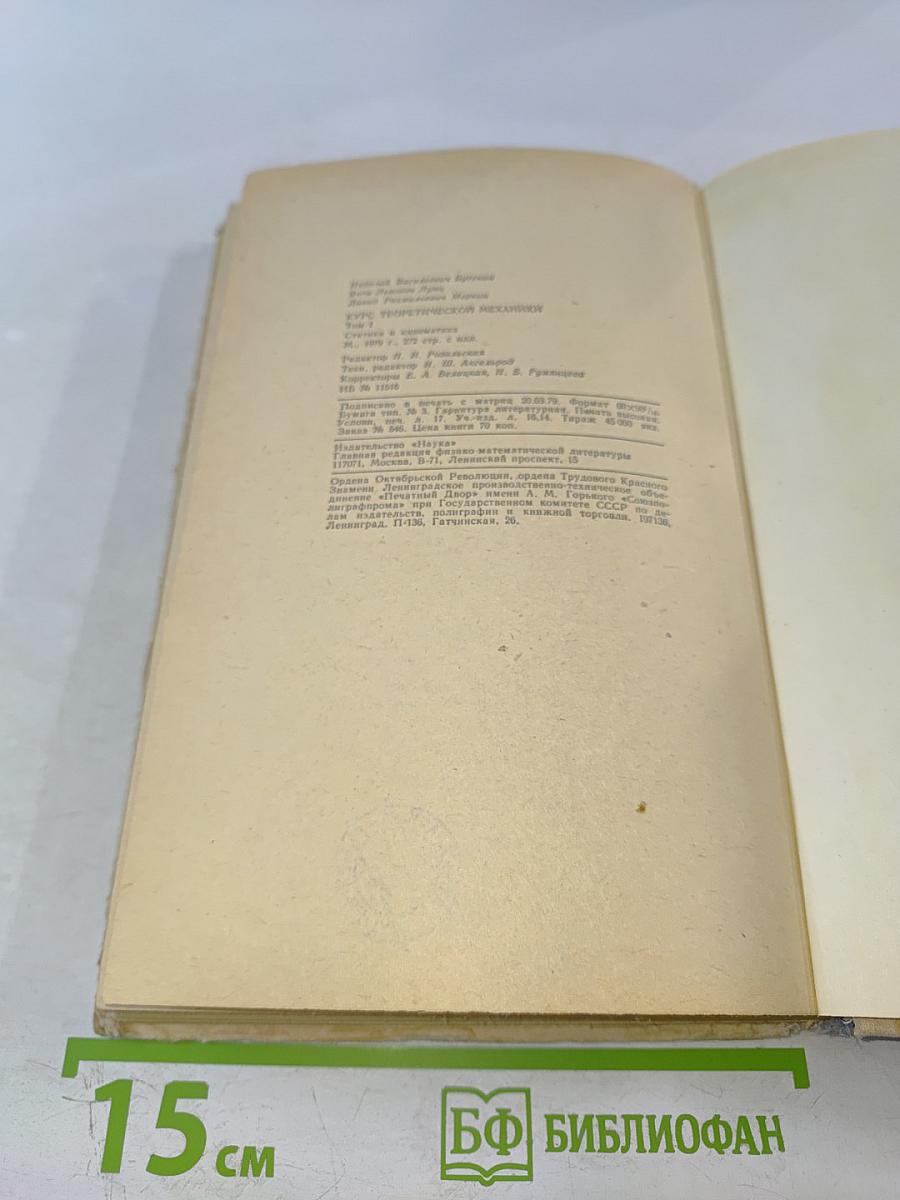 Николай Васильевич Бутенин
Яков Львович Лунц
Давид Рахмильевич Меркин
КУРС ТЕОРЕТИЧЕСКОЙ МЕХАНИКИ
Том I
Статика и кинематика
М., 1979 г., 272 стр. с илл.
Редактор Н. Н.
Техн. редактор И. Ш. Аксельрод
Корректоры Е. А. Белицкая, Н. Б. Румянцева
ИБ №
Подписано к печать с матриц 20.03.79. Формат
Бумага тип. № 3. Гарнитура литературная. Печать высокая.
Условн. печ. л. 17. Уч.-изд. л. 16,14. Тираж 45 000 экз.
Заказ № 846. Цена книги 70 коп.
Издательство «Наука»
Главная редакция физико-математической литературы
117071, Москва, В-71, Ленинский проспект, 15
Ордена Октябрьской Революции, ордена Трудового Красного
Знамени Ленинградское производственно-техническое объе-
динение «Печатный Двор» имени А. М. Горького «Союзпо-
лиграфпрома» при Государственном комитете СССР по де-
лам издательств, полиграфии и книжной торговли. 197136,
Ленинград, П-136, Гатчинская, 26.
15 см
БФ БИБЛИОФАН